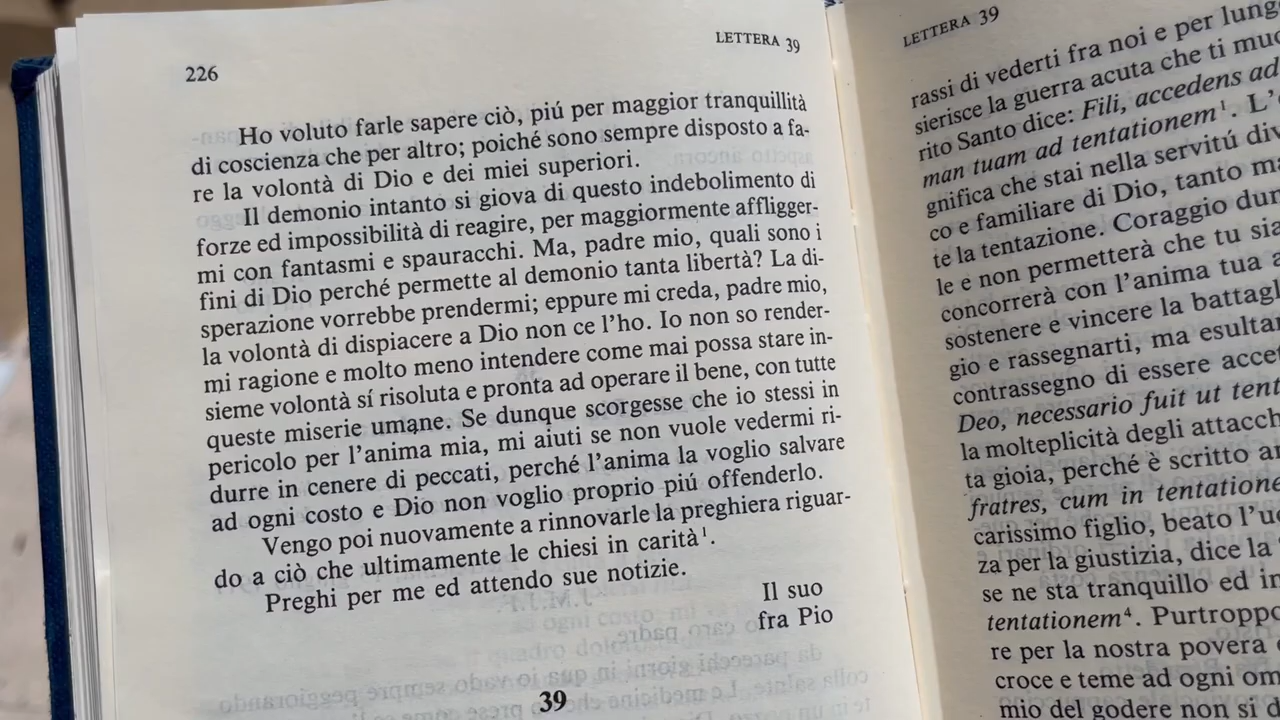 226
LETTERA 39
Ho voluto farle sapere ciò, piú per maggior tranquillità
di coscienza che per altro; poiché sono sempre disposto a fa-
re la volontà di Dio e dei miei superiori.
Il demonio intanto si giova di questo indebolimento di
forze ed impossibilità di reagire, per maggiormente affligger-
mi con fantasmi e spauracchi. Ma, padre mio, quali sono i
fini di Dio perché permette al demonio tanta libertà? La di-
sperazione vorrebbe prendermi; eppure mi creda, padre mio,
la volontà di dispiacere a Dio non ce l'ho. Io non so render-
mi ragione e molto meno intendere come mai possa stare in-
sieme volontà sí risoluta e pronta ad operare il bene, con tutte
queste miserie umane. Se dunque scorgesse che io stessi in
pericolo per l'anima mia, mi aiuti se non vuole vedermi ri-
durre in cenere di peccati, perché l'anima la voglio salvare
ad ogni costo e Dio non voglio proprio piú offenderlo.
Vengo poi nuovamente a rinnovarle la preghiera riguar-
do a ciò che ultimamente le chiesi in carità¹.
Preghi per me ed attendo sue notizie.
Il suo
fra Pio
39
LETTERA 39
rassi di vederti fra noi e per lung
sierisce la guerra acuta che ti muo
rito Santo dice: Fili, accedens ad
man tuam ad tentationem¹. L'
gnifica che stai nella servitú div
co e familiare di Dio, tanto ma
te la tentazione. Coraggio dun
le e non permetterà che tu sia
concorrerà con l'anima tua a
sostenere e vincere la battagl
gio e rassegnarti, ma esultar
contrassegno di essere accet
Deo, necessario fuit ut tent
la molteplicità degli attacch
ta gioia, perché è scritto an
fratres, cum in tentatione
carissimo figlio, beato l'uo
za per la giustizia, dice la
se ne sta tranquillo ed in
tentationem⁴. Purtroppo
re per la nostra povera
croce e teme ad ogni om
mio del godere non si d